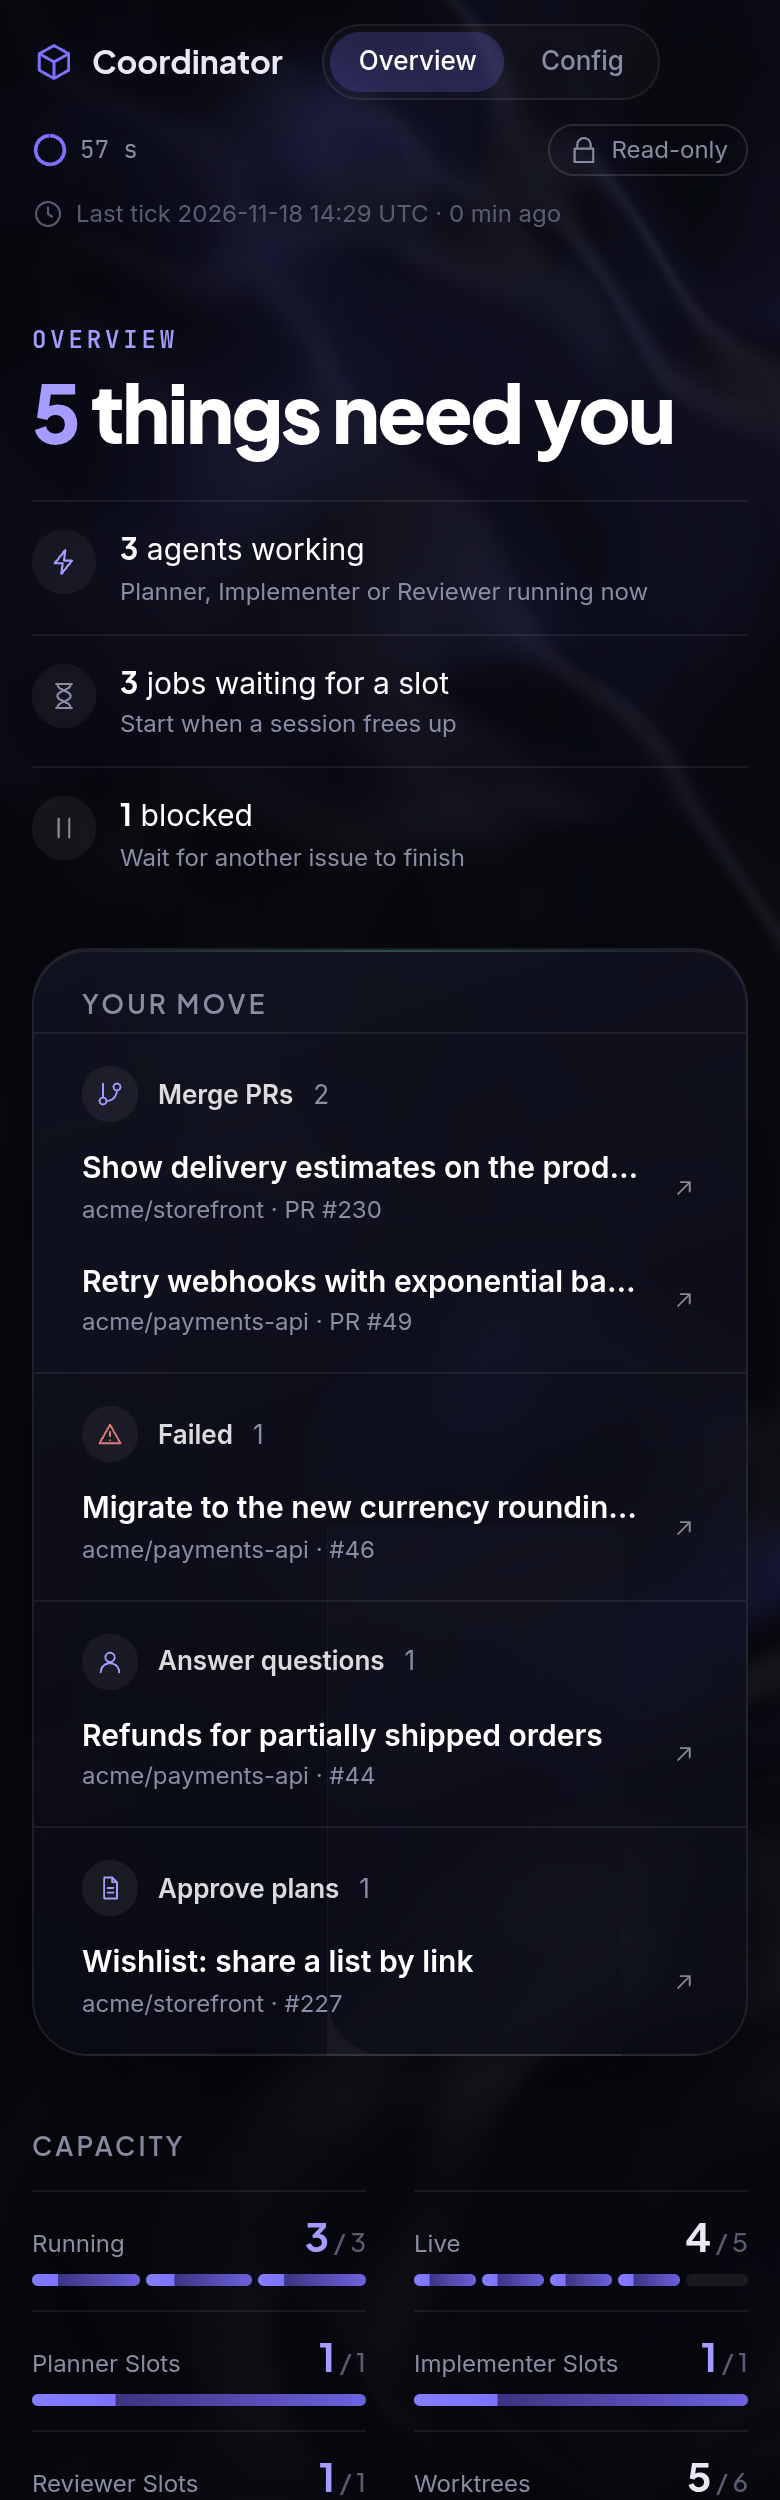 Coordinator
Overview
Config
57 s
Read-only
Last tick 2026-11-18 14:29 UTC · 0 min ago
OVERVIEW
5 things need you
3 agents working
Planner, Implementer or Reviewer running now
3 jobs waiting for a slot
Start when a session frees up
1 blocked
Wait for another issue to finish
YOUR MOVE
Merge PRs 2
Show delivery estimates on the prod...
acme/storefront · PR #230
Retry webhooks with exponential ba...
acme/payments-api · PR #49
Failed 1
Migrate to the new currency roundin...
acme/payments-api · #46
Answer questions 1
Refunds for partially shipped orders
acme/payments-api · #44
Approve plans 1
Wishlist: share a list by link
acme/storefront · #227
CAPACITY
Running 3/3
Live 4/5
Planner Slots 1/1
Implementer Slots 1/1
Reviewer Slots 1/1
Worktrees 5/6